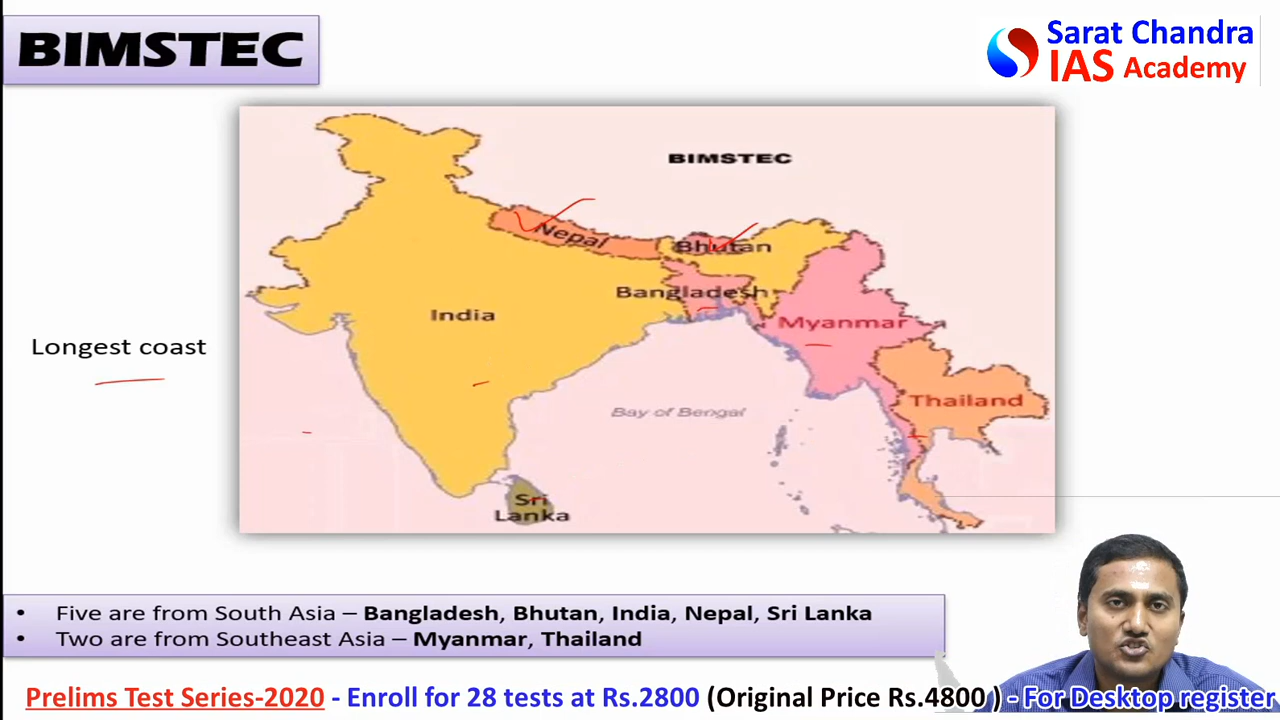 BIMSTEC
Sarat Chandra
IAS Academy
BIMSTEC
Nepal
Bhutan
Bangladesh
India
Myanmar
Longest coast
Thailand
Bay of Bengal
Sri
Lanka
• Five are from South Asia – Bangladesh, Bhutan, India, Nepal, Sri Lanka
• Two are from Southeast Asia – Myanmar, Thailand
Prelims Test Series-2020 - Enroll for 28 tests at Rs.2800 (Original Price Rs.4800 ) - For Desktop register